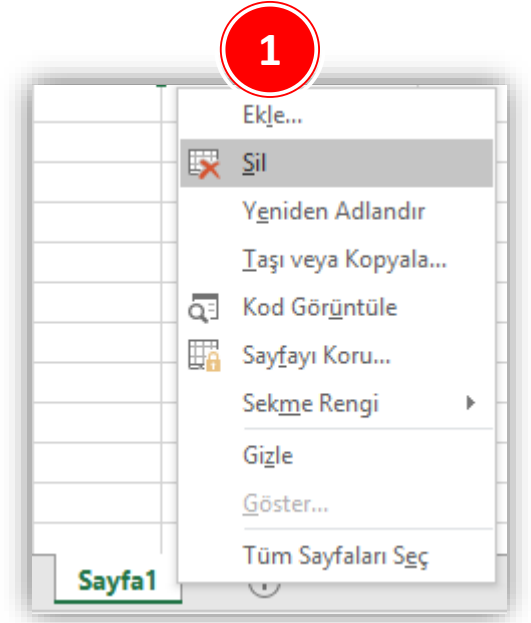 1
Ekle...
Sil
Yeniden Adlandır
Taşı veya Kopyala...
Kod Görüntüle
Sayfayı Koru...
Sekme Rengi
Gizle
Göster...
Tüm Sayfaları Seç
Sayfa1